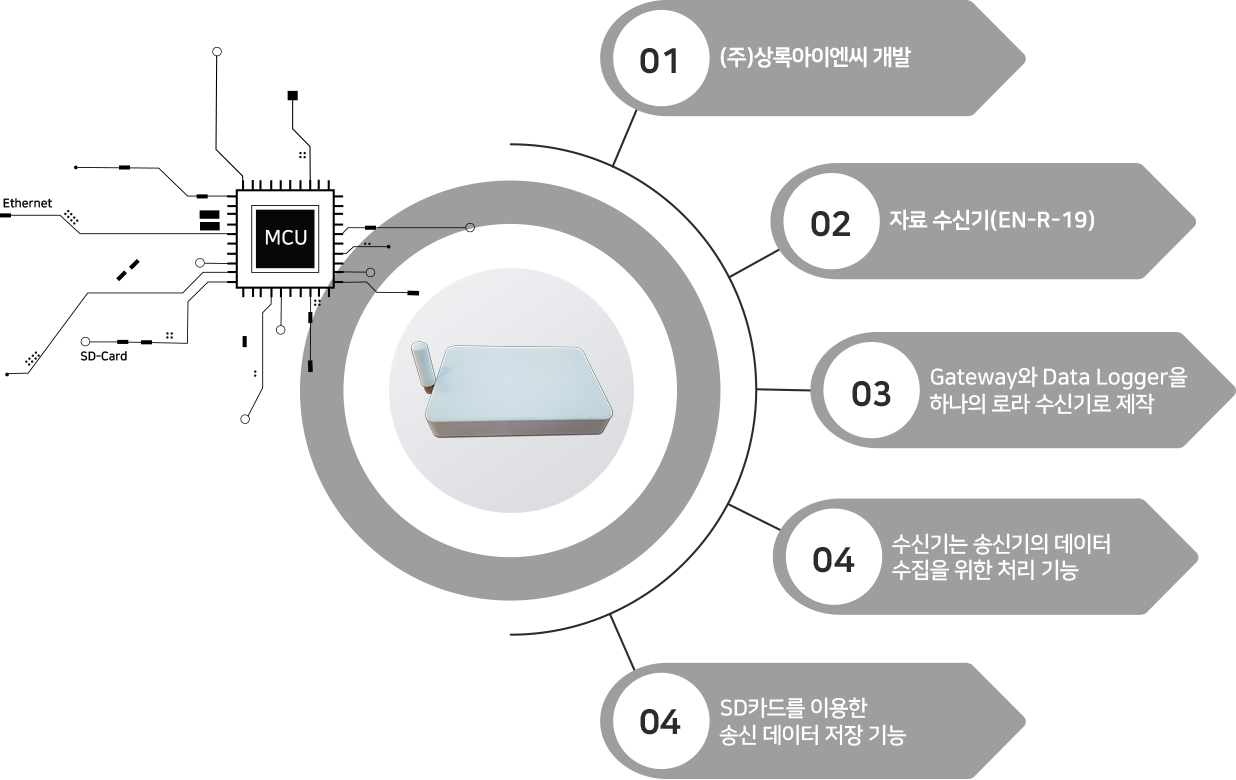 Ethernet
MCU
SD-Card
01
(주)상록아이엔씨 개발
02
자료 수신기(EN-R-19)
03
Gateway와 Data Logger을
하나의 로라 수신기로 제작
04
수신기는 송신기의 데이터
수집을 위한 처리 기능
04
SD카드를 이용한
송신 데이터 저장 기능